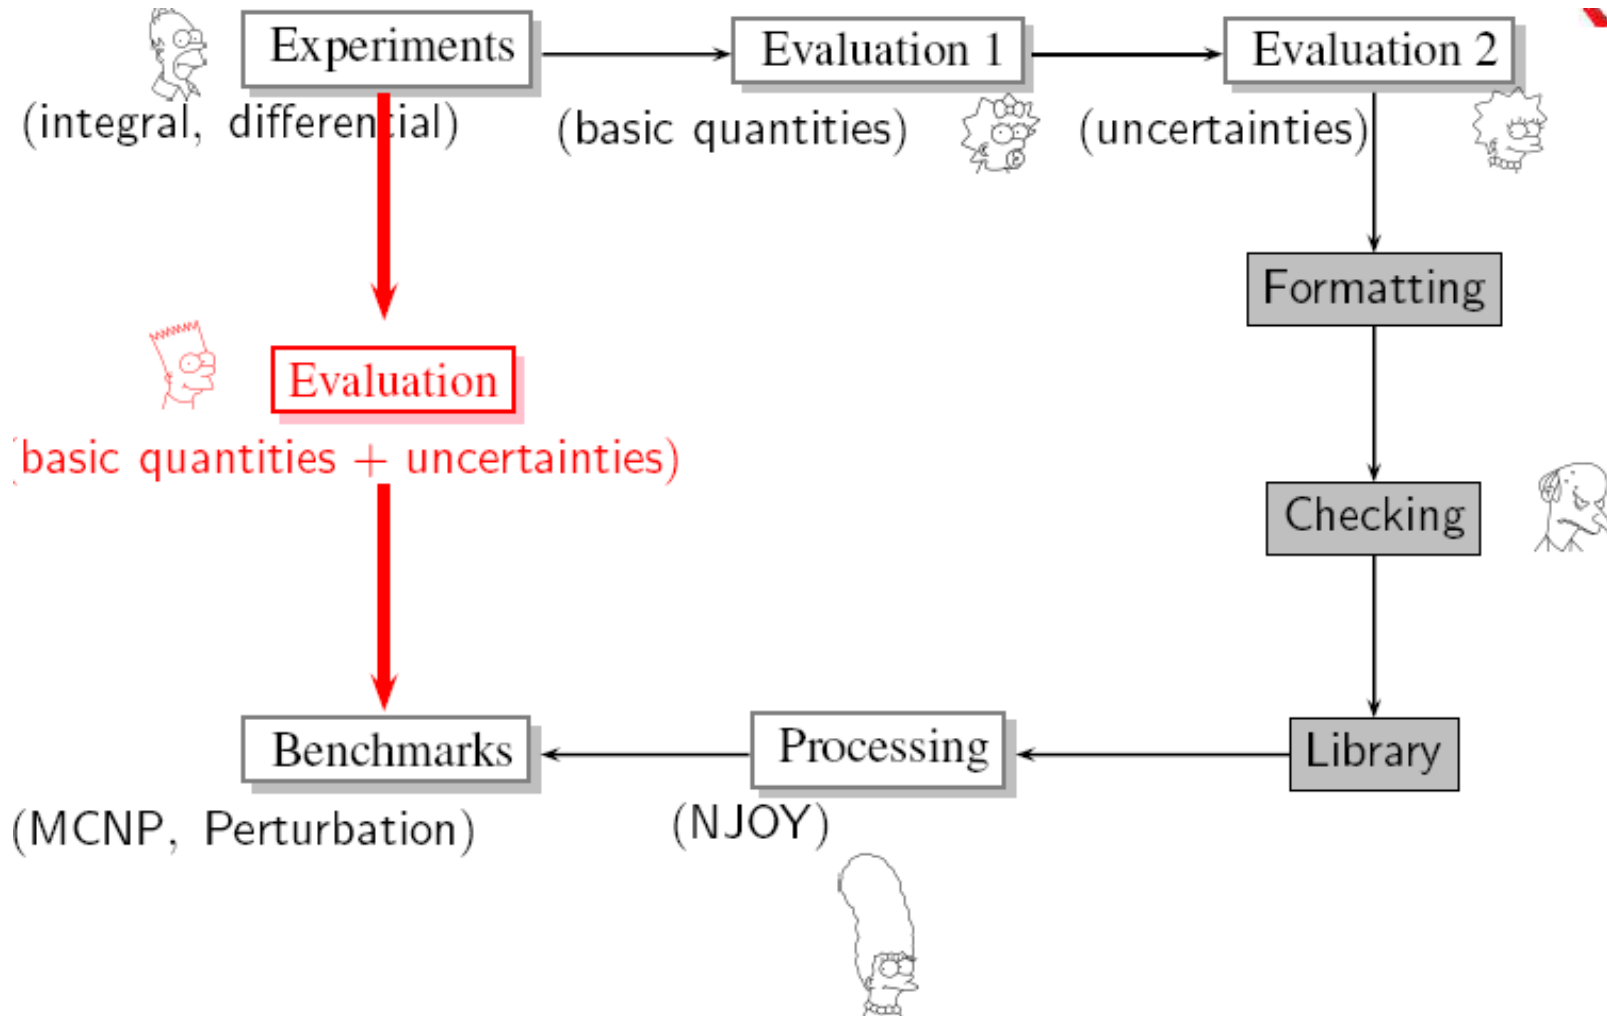 Experiments
Evaluation 1
Evaluation 2
(integral, differential)
(basic quantities)
(uncertainties)
Formatting
Evaluation
(basic quantities + uncertainties)
Checking
Benchmarks
Processing
Library
(MCNP, Perturbation)
(NJOY)